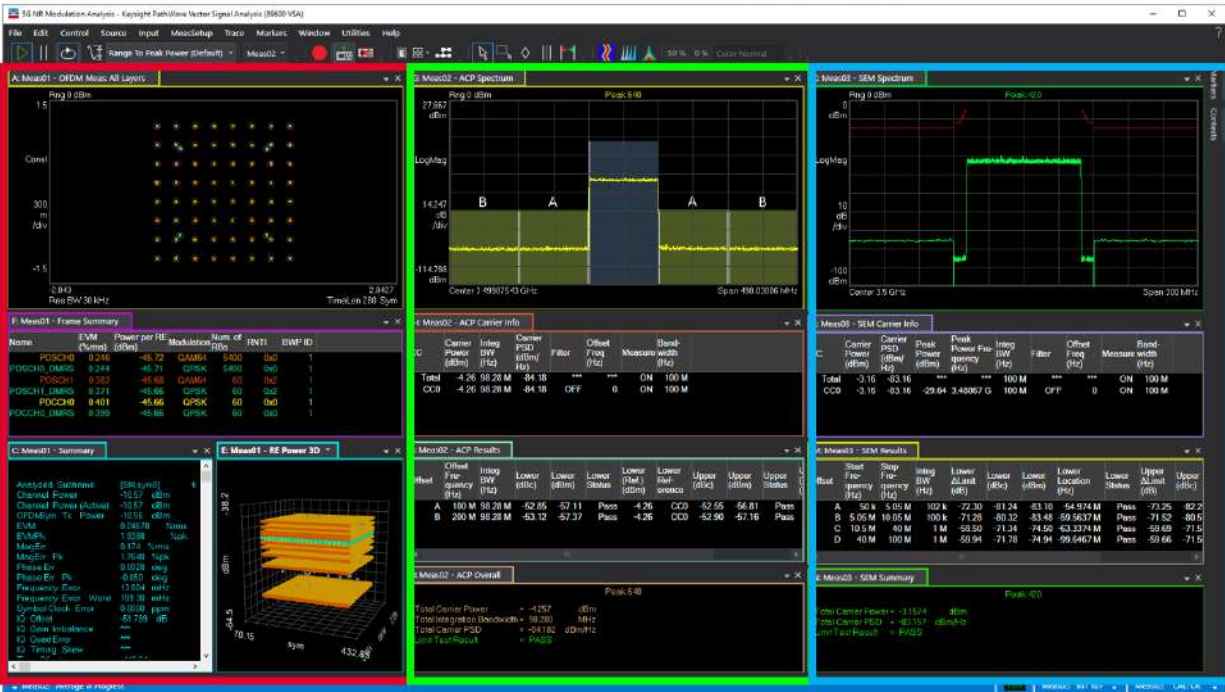 5G NR Modulation Analysis - Keysight PathWave Vector Signal Analysis (89600 VSA)
File Edit Control Source Input MeasSetup Trace Markers Window Utilities Help
Range To Peak Power (Default) Meas02 50 % 0 % Color Normal
Markers Contexts
A: Meas01 - OFDM Meas: All Layers
Rng 0 dBm
1.5
Const
300
m
/div
-1.5
-2.043 2.0427
Res BW 30 kHz TimeLen 280 Sym
F: Meas01 - Frame Summary
Name EVM (%rms) Power per RE (dBm) Modulation Num. of RBs RNTI BWP ID
PDSCH0 0.246 -45.72 QAM64 5400 0x0 1
PDSCH0_DMRS 0.244 -45.71 QPSK 5400 0x0 1
PDSCH1 0.382 -45.68 QAM64 60 0x2 1
PDSCH1_DMRS 0.371 -45.66 QPSK 60 0x2 1
PDCCH0 0.401 -45.66 QPSK 60 0x0 1
PDCCH0_DMRS 0.399 -45.66 QPSK 60 0x0 1
C: Meas01 - Summary
Channel Power -10.57 dBm
Channel Power (Active) -10.57 dBm
OFDMSym Tx. Power -10.56 dBm
EVM 0.24678 %rms
EVMPk %pk
MagErr 0.174 %rms
MagErr Pk %pk
Phase Err deg
Phase Err Pk deg
Frequency Error mHz
Frequency Error Worst mHz
Symbol Clock Error 0.0000 ppm
IQ Offset -51.789 dB
IQ Gain Imbalance ***
IQ Quad Error ***
IQ Timing Skew ***
E: Meas01 - RE Power 3D
-38.2
dBm
-64.5
70.15
sym
Meas02 - ACP Spectrum
Rng 0 dBm Peak:640
27.667
dBm
LogMag
14.247
dB
/div
-114.798
dBm
B A A B
Span 498.03086 MHz
Meas02 - ACP Carrier Info
CC Carrier Power (dBm) Integ BW (Hz) Carrier PSD (dBm/Hz) Filter Offset Freq (Hz) Measure Bandwidth (Hz)
Total -4.26 98.28 M -84.18 *** *** ON 100 M
CC0 -4.26 98.28 M -84.18 OFF 0 ON 100 M
Meas02 - ACP Results
Offset Offset Frequency (Hz) Integ BW (Hz) Lower (dBc) Lower (dBm) Lower Status Lower (Ref.) (dBm) Lower Reference Upper (dBc) Upper (dBm) Upper Status
A 100 M 98.28 M -52.85 -57.11 Pass -4.26 CC0 -52.55 -56.81 Pass
B 200 M 98.28 M -53.12 -57.37 Pass -4.26 CC0 -52.90 -57.16 Pass
Meas02 - ACP Overall
Peak:640
Total Carrier Power = -4.257 dBm
Total Integration Bandwidth = 98.280 MHz
Total Carrier PSD = -84.182 dBm/Hz
Limit Test Result = PASS
Meas03 - SEM Spectrum
Rng 0 dBm Peak:420
0
dBm
LogMag
10
dB
/div
-100
dBm
Center 3.5 GHz Span 300 MHz
Meas03 - SEM Carrier Info
Carrier Power (dBm) Carrier PSD (dBm/Hz) Peak Power (dBm) Peak Power Frequency Integ BW (Hz) Filter Offset Freq (Hz) Measure Bandwidth (Hz)
Total -3.16 -83.16 *** *** 100 M *** *** ON 100 M
CC0 -3.16 -83.16 -29.64 3.48067 G 100 M OFF 0 ON 100 M
Meas03 - SEM Results
Offset Start Frequency (Hz) Stop Frequency (Hz) Integ BW (Hz) Lower ΔLimit (dB) Lower (dBc) Lower (dBm) Lower Location (Hz) Lower Status Upper ΔLimit (dB) Upper (dBc)
A 50 k 5.05 M 102 k -72.30 -81.24 -83.10 -54.974 M Pass -73.25 -82.2
B 5.05 M 10.05 M 100 k -71.28 -80.32 -83.48 -59.5637 M Pass -71.52 -80.5
C 10.5 M 40 M 1 M -59.50 -71.34 -74.50 -63.3374 M Pass -59.69 -71.5
D 40 M 100 M 1 M -59.94 -71.78 -74.94 -99.6467 M Pass -59.66 -71.5
Meas03 - SEM Summary
Peak:420
Total Carrier Power = -3.1574 dBm
Total Carrier PSD = -83.157 dBm/Hz
Limit Test Result = PASS
Meas02: Average In Progress